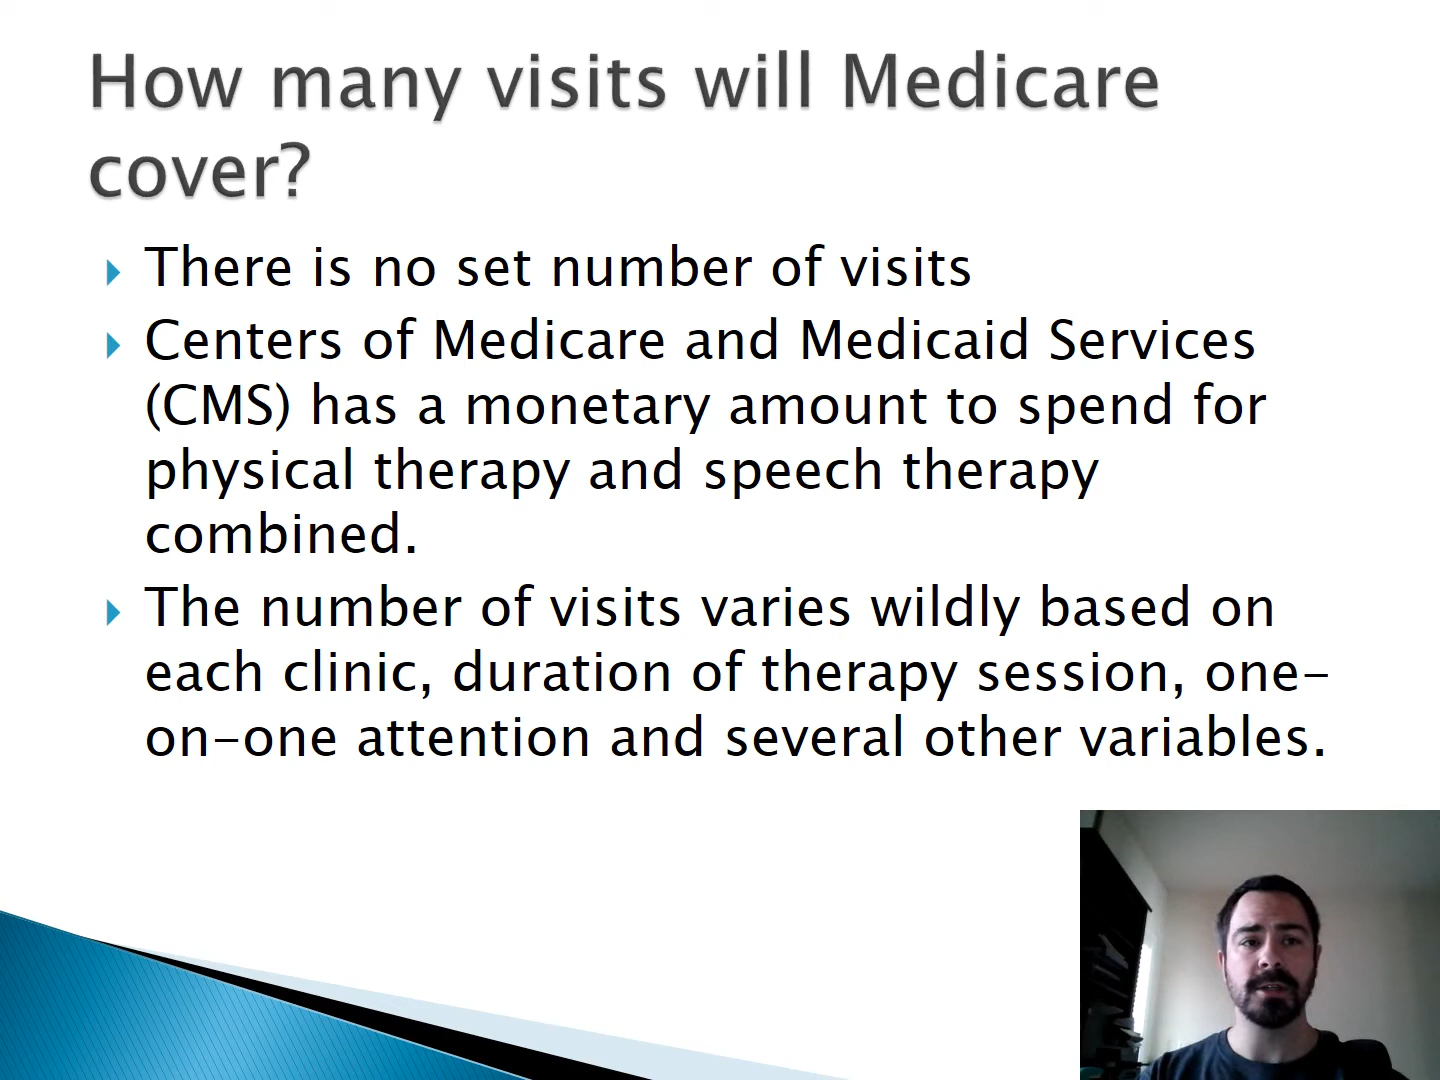 How many visits will Medicare
cover?
There is no set number of visits
Centers of Medicare and Medicaid Services
(CMS) has a monetary amount to spend for
physical therapy and speech therapy
combined.
The number of visits varies wildly based on
each clinic, duration of therapy session, one-
on-one attention and several other variables.